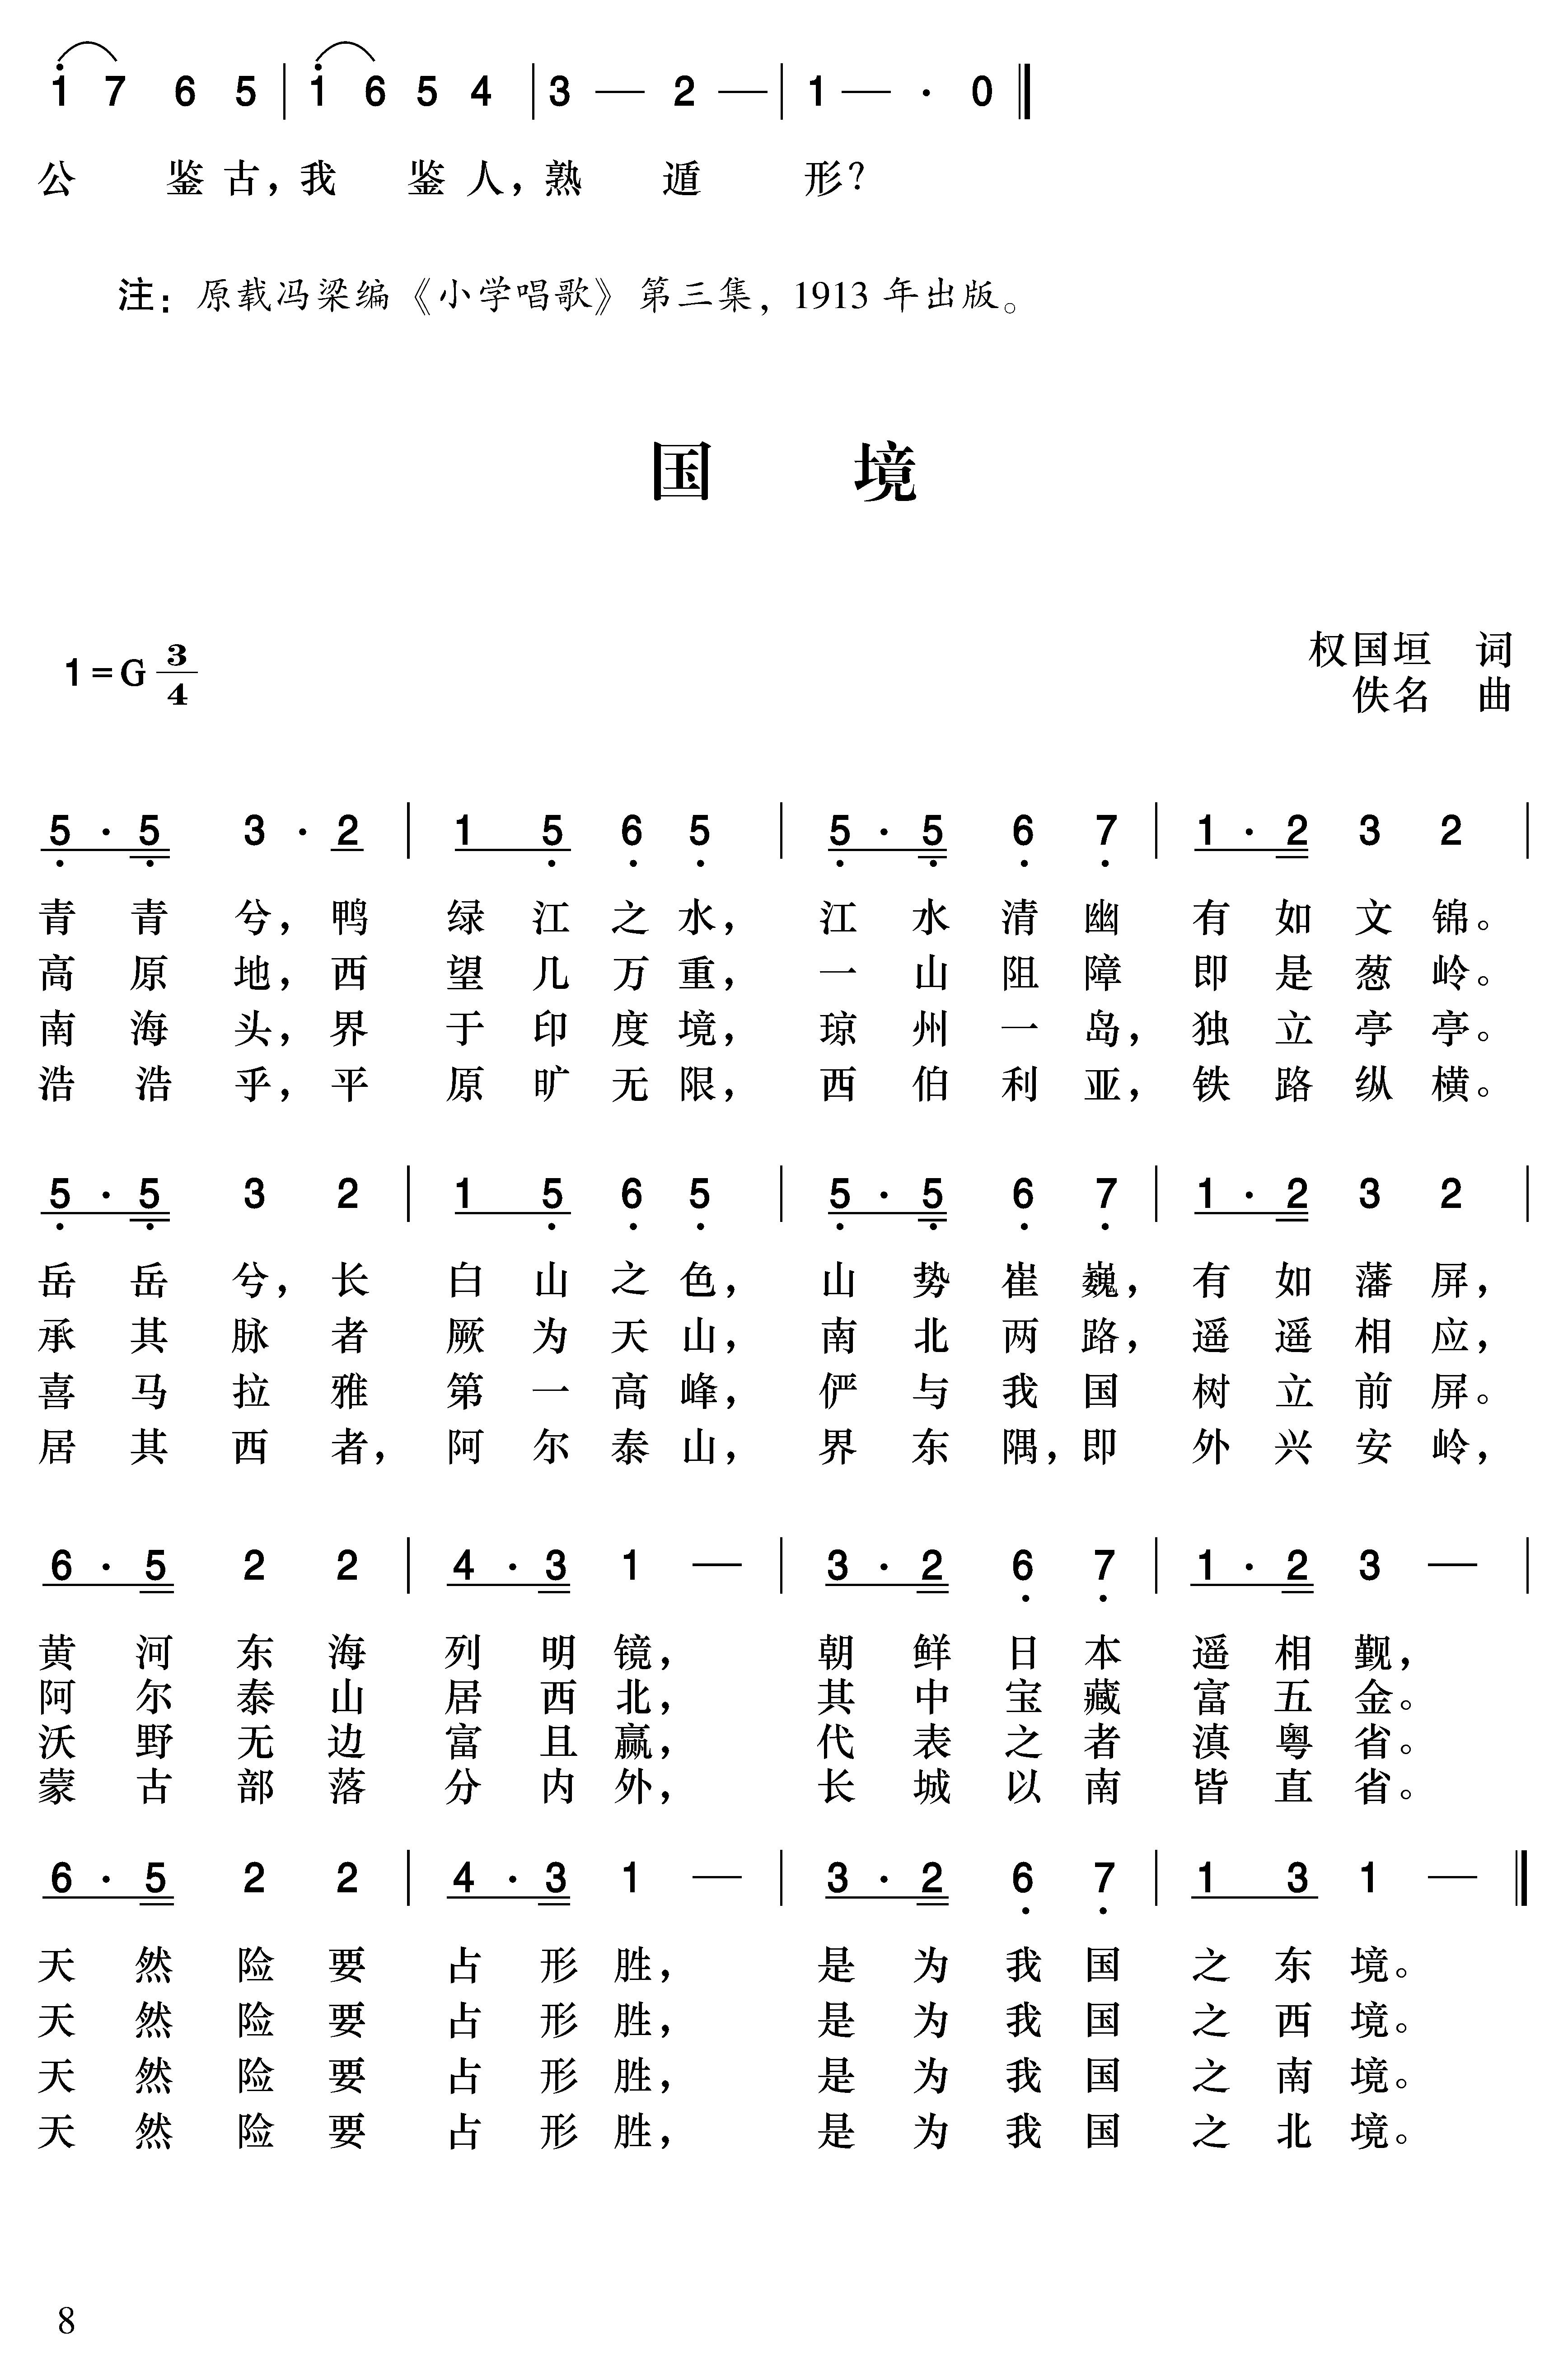 1̇ 7 6 5 | 1̇ 6 5 4 | 3 — 2 — | 1 — · 0 ‖
公 鉴 古，我 鉴 人，熟 遁 形？
注：原载冯梁编《小学唱歌》第三集，1913 年出版。
国 境
1=G 3/4
权国垣 词
佚名 曲
5 · 5 3 · 2 | 1 5 6 5 | 5 · 5 6 7 | 1 · 2 3 2 |
青 青 兮，鸭 绿 江 之 水，江 水 清 幽 有 如 文 锦。
高 原 地，西 望 几 万 重，一 山 阻 障 即 是 葱 岭。
南 海 头，界 于 印 度 境，琼 州 一 岛，独 立 亭 亭。
浩 浩 乎，平 原 旷 无 限，西 伯 利 亚，铁 路 纵 横。
5 · 5 3 2 | 1 5 6 5 | 5 · 5 6 7 | 1 · 2 3 2 |
岳 岳 兮，长 白 山 之 色，山 势 崔 巍，有 如 藩 屏，
承 其 脉 者 厥 为 天 山，南 北 两 路，遥 遥 相 应，
喜 马 拉 雅 第 一 高 峰，俨 与 我 国 树 立 前 屏。
居 其 西 者，阿 尔 泰 山，界 东 隅，即 外 兴 安 岭，
6 · 5 2 2 | 4 · 3 1 — | 3 · 2 6 7 | 1 · 2 3 — |
黄 河 东 海 列 明 镜，朝 鲜 日 本 遥 相 觐，
阿 尔 泰 山 居 西 北，其 中 宝 藏 富 五 金。
沃 野 无 边 富 且 赢，代 表 之 者 滇 粤 省。
蒙 古 部 落 分 内 外，长 城 以 南 皆 直 省。
6 · 5 2 2 | 4 · 3 1 — | 3 · 2 6 7 | 1 3 1 — ‖
天 然 险 要 占 形 胜，是 为 我 国 之 东 境。
天 然 险 要 占 形 胜，是 为 我 国 之 西 境。
天 然 险 要 占 形 胜，是 为 我 国 之 南 境。
天 然 险 要 占 形 胜，是 为 我 国 之 北 境。
8